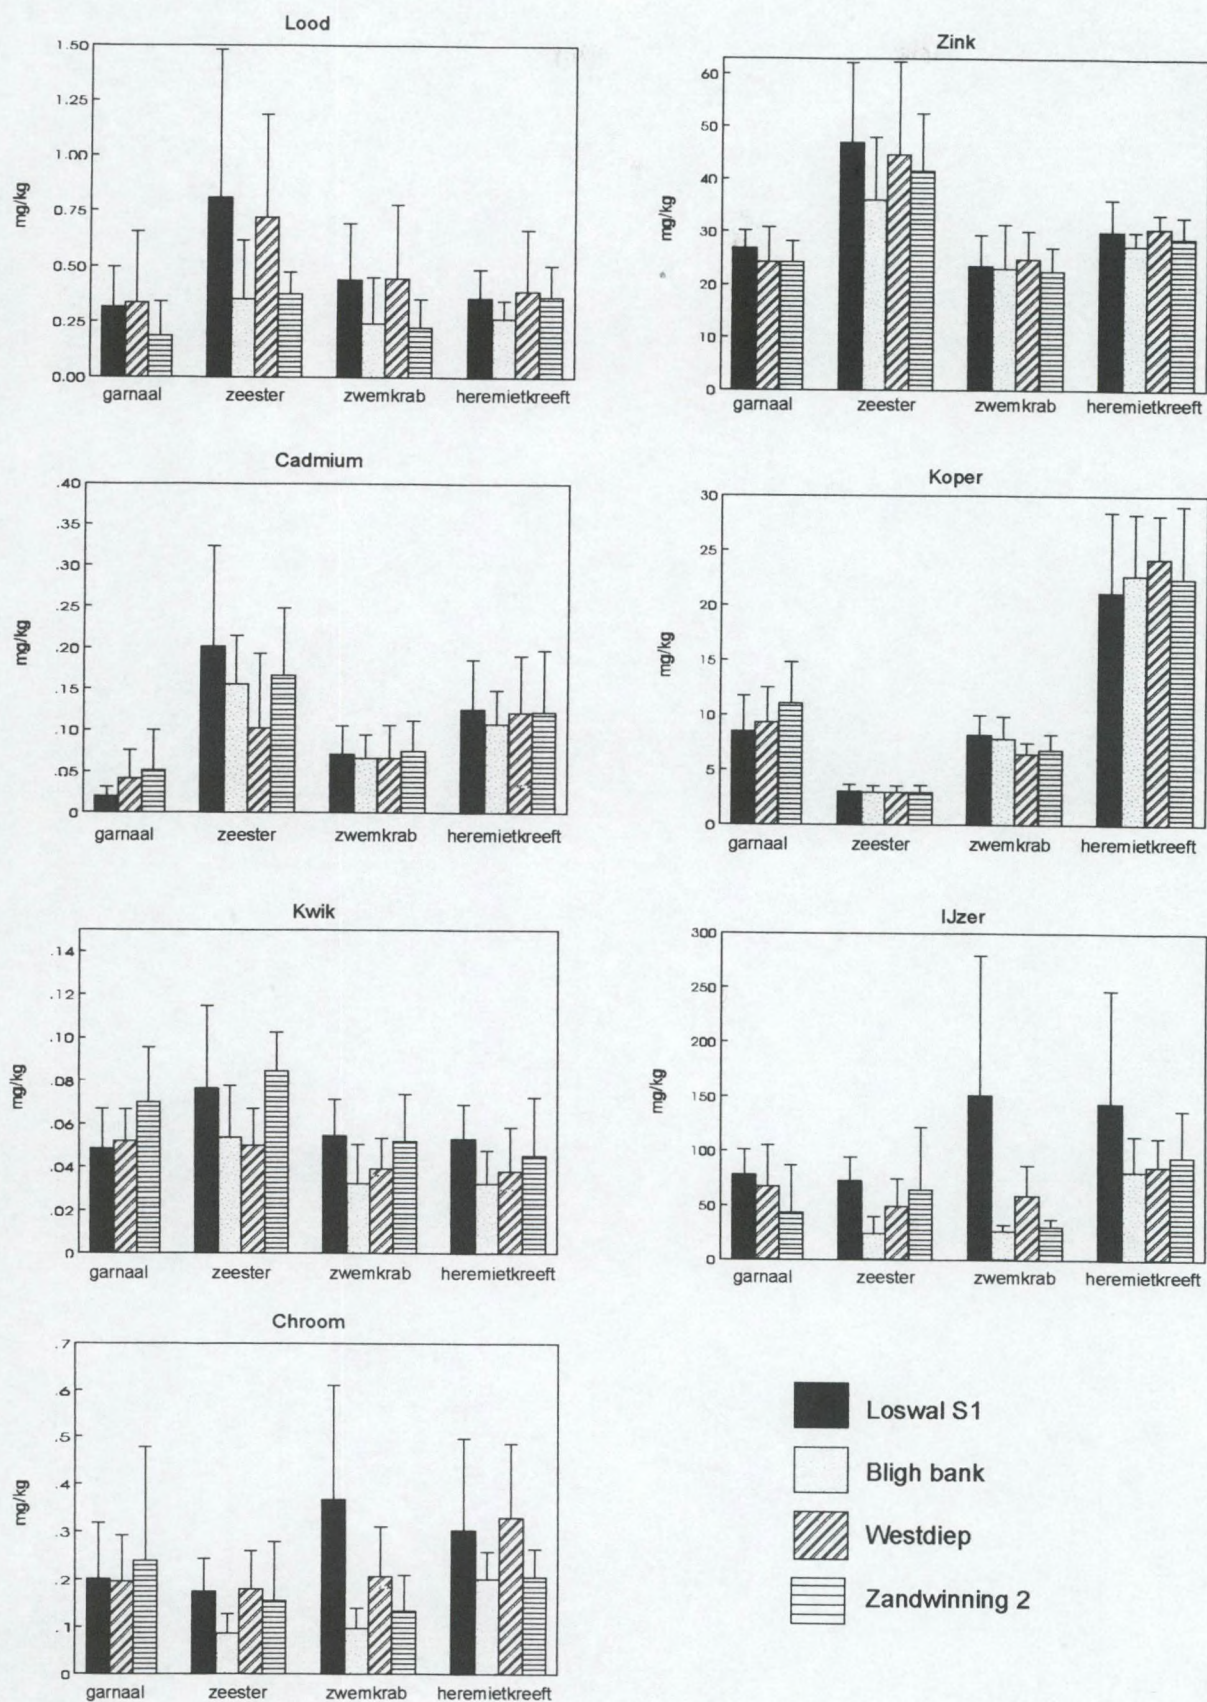 Lood
1.50
1.25
1.00
0.75
0.50
0.25
0.00
mg/kg
garnaal zeester zwemkrab heremietkreeft
Zink
60
50
40
30
20
10
0
mg/kg
garnaal zeester zwemkrab heremietkreeft
Cadmium
.40
.35
.30
.25
.20
.15
.10
.05
0
mg/kg
garnaal zeester zwemkrab heremietkreeft
Koper
30
25
20
15
10
5
0
mg/kg
garnaal zeester zwemkrab heremietkreeft
Kwik
.14
.12
.10
.08
.06
.04
.02
0
mg/kg
garnaal zeester zwemkrab heremietkreeft
IJzer
300
250
200
150
100
50
0
mg/kg
garnaal zeester zwemkrab heremietkreeft
Chroom
.7
.6
.5
.4
.3
.2
.1
0
mg/kg
garnaal zeester zwemkrab heremietkreeft
Loswal S1
Bligh bank
Westdiep
Zandwinning 2